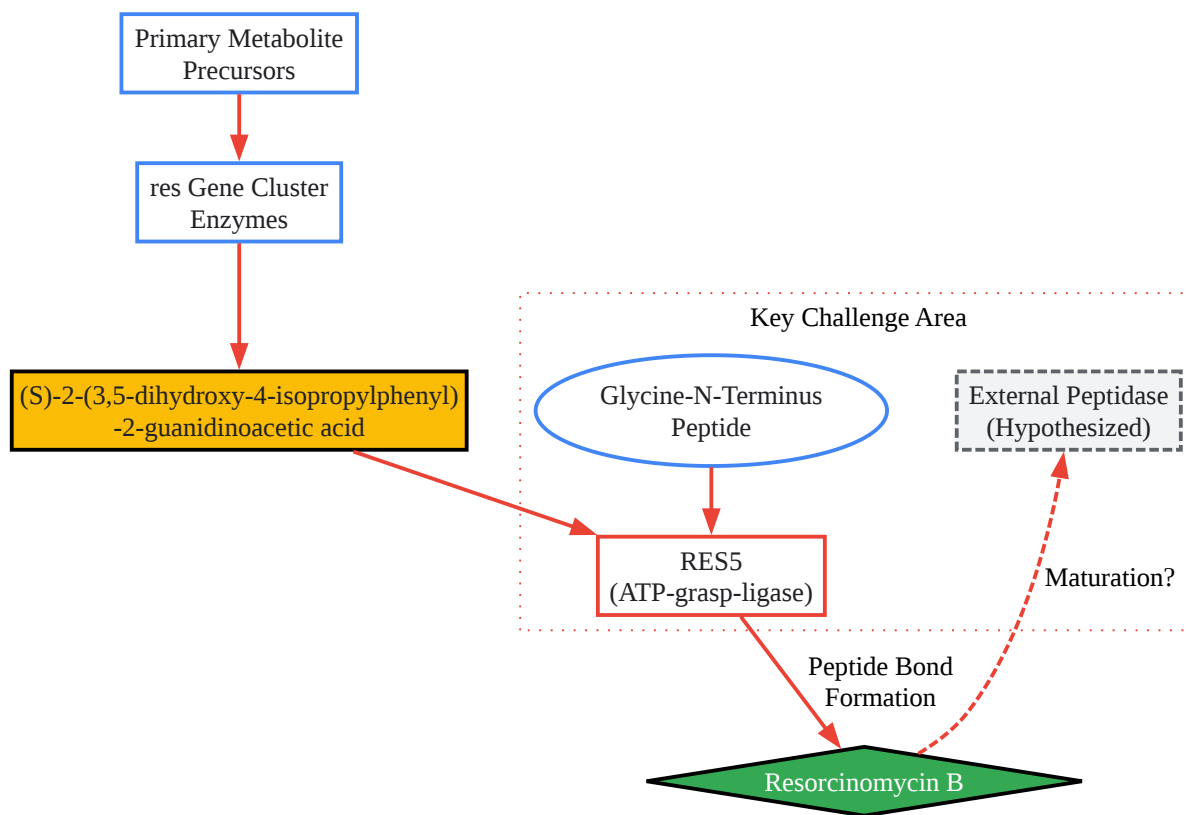 Primary Metabolite
Precursors
res Gene Cluster
Enzymes
Key Challenge Area
(S)-2-(3,5-dihydroxy-4-isopropylphenyl)
-2-guanidinoacetic acid
Glycine-N-Terminus
Peptide
External Peptidase
(Hypothesized)
RES5
(ATP-grasp-ligase)
Maturation?
Peptide Bond
Formation
Resorcinomycin B